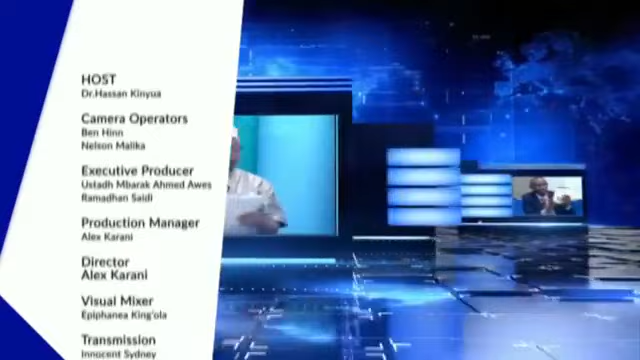 HOST
Dr.Hassan Kinyua
Camera Operators
Ben Hinn
Nelson Malika
Executive Producer
Ustadh Mbarak Ahmed Awes
Ramadhan Saidi
Production Manager
Alex Karani
Director
Alex Karani
Visual Mixer
Epiphanea King'ola
Transmission
Innocent Sydney